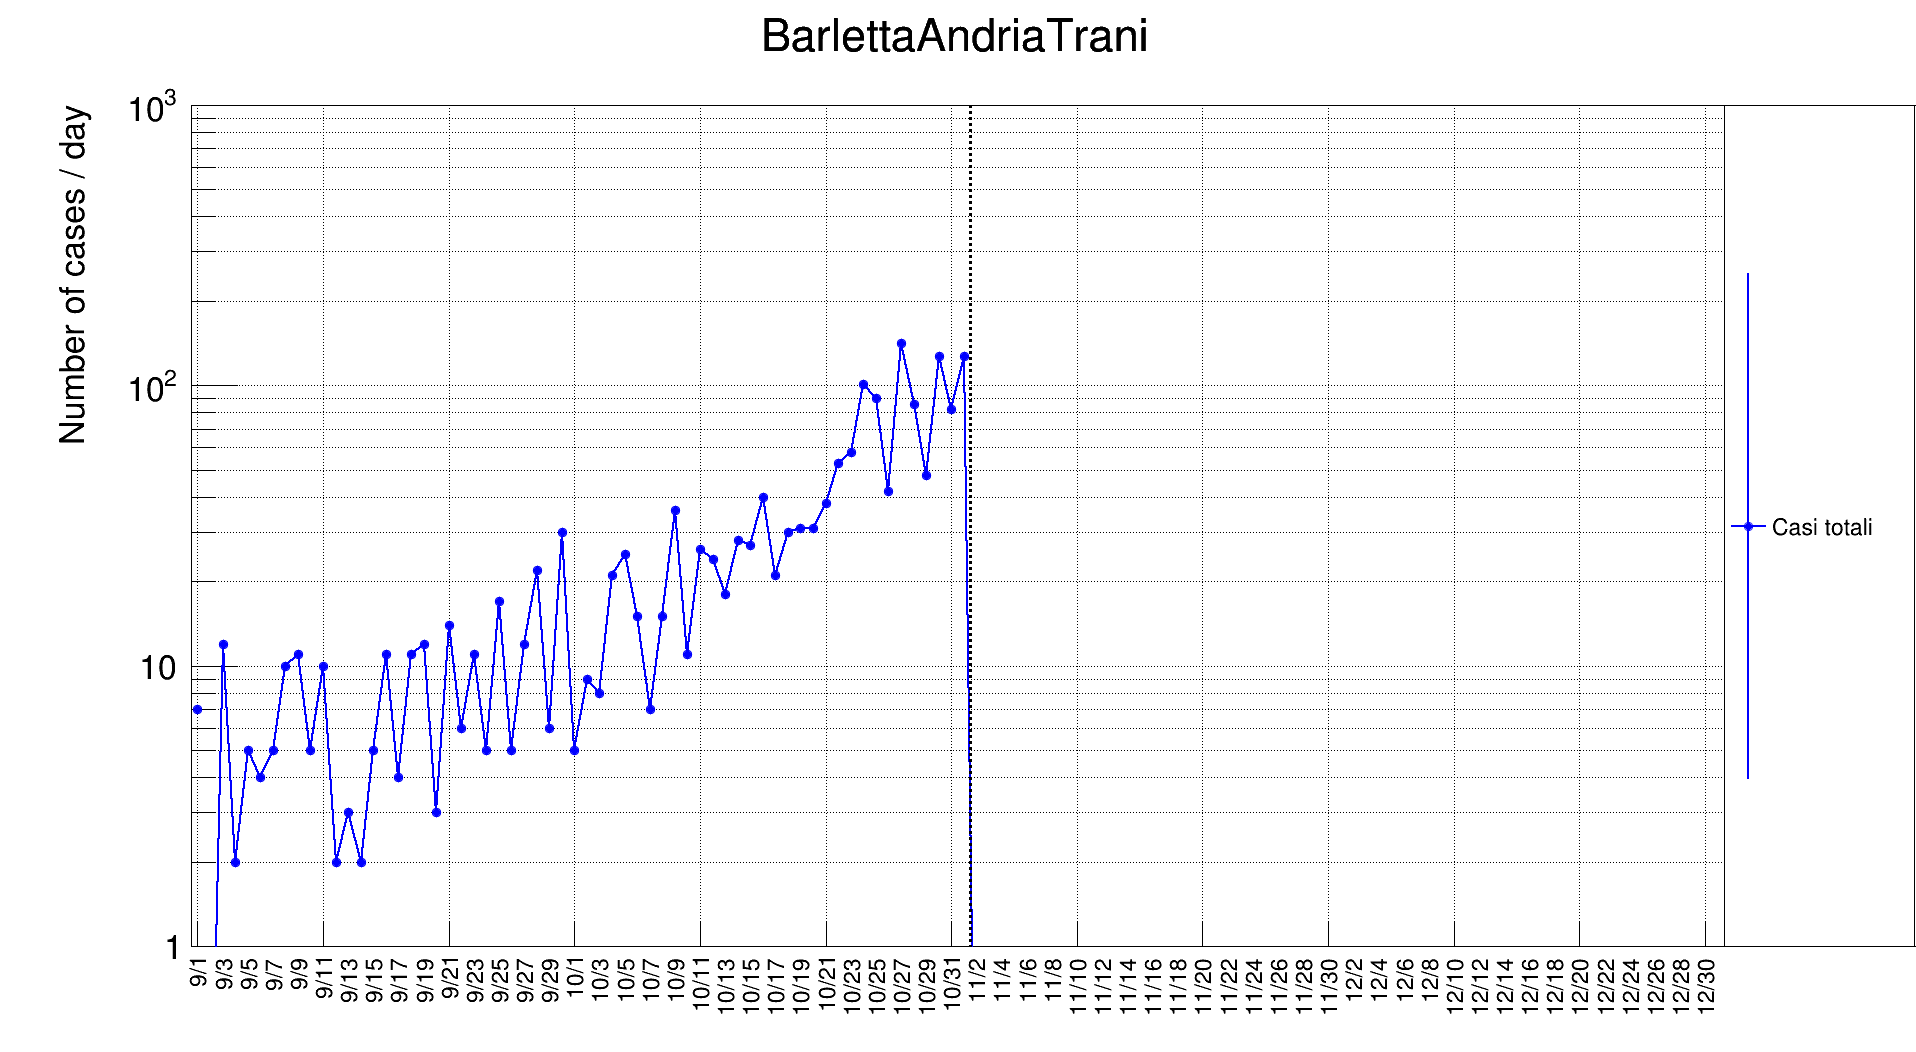 BarlettaAndriaTrani
Number of cases / day
10³
10²
10
1
9/1 9/3 9/5 9/7 9/9 9/11 9/13 9/15 9/17 9/19 9/21 9/23 9/25 9/27 9/29 10/1 10/3 10/5 10/7 10/9 10/11 10/13 10/15 10/17 10/19 10/21 10/23 10/25 10/27 10/29 10/31 11/2 11/4 11/6 11/8 11/10 11/12 11/14 11/16 11/18 11/20 11/22 11/24 11/26 11/28 11/30 12/2 12/4 12/6 12/8 12/10 12/12 12/14 12/16 12/18 12/20 12/22 12/24 12/26 12/28 12/30
Casi totali